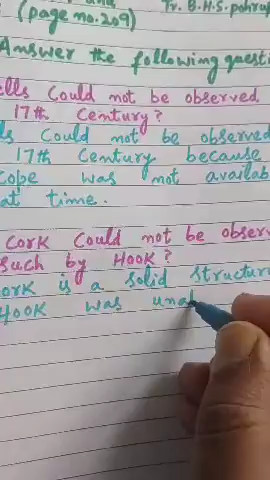 (page no. 209) Tr. B.H.S. pohru
Answer the following questi
ells Could not be observed
17th Century?
ls Could not be observed
17th Century because
cope was not availab
at time.
Cork Could not be obser
such by HOOK?
ork is a solid structure
HOOK was una